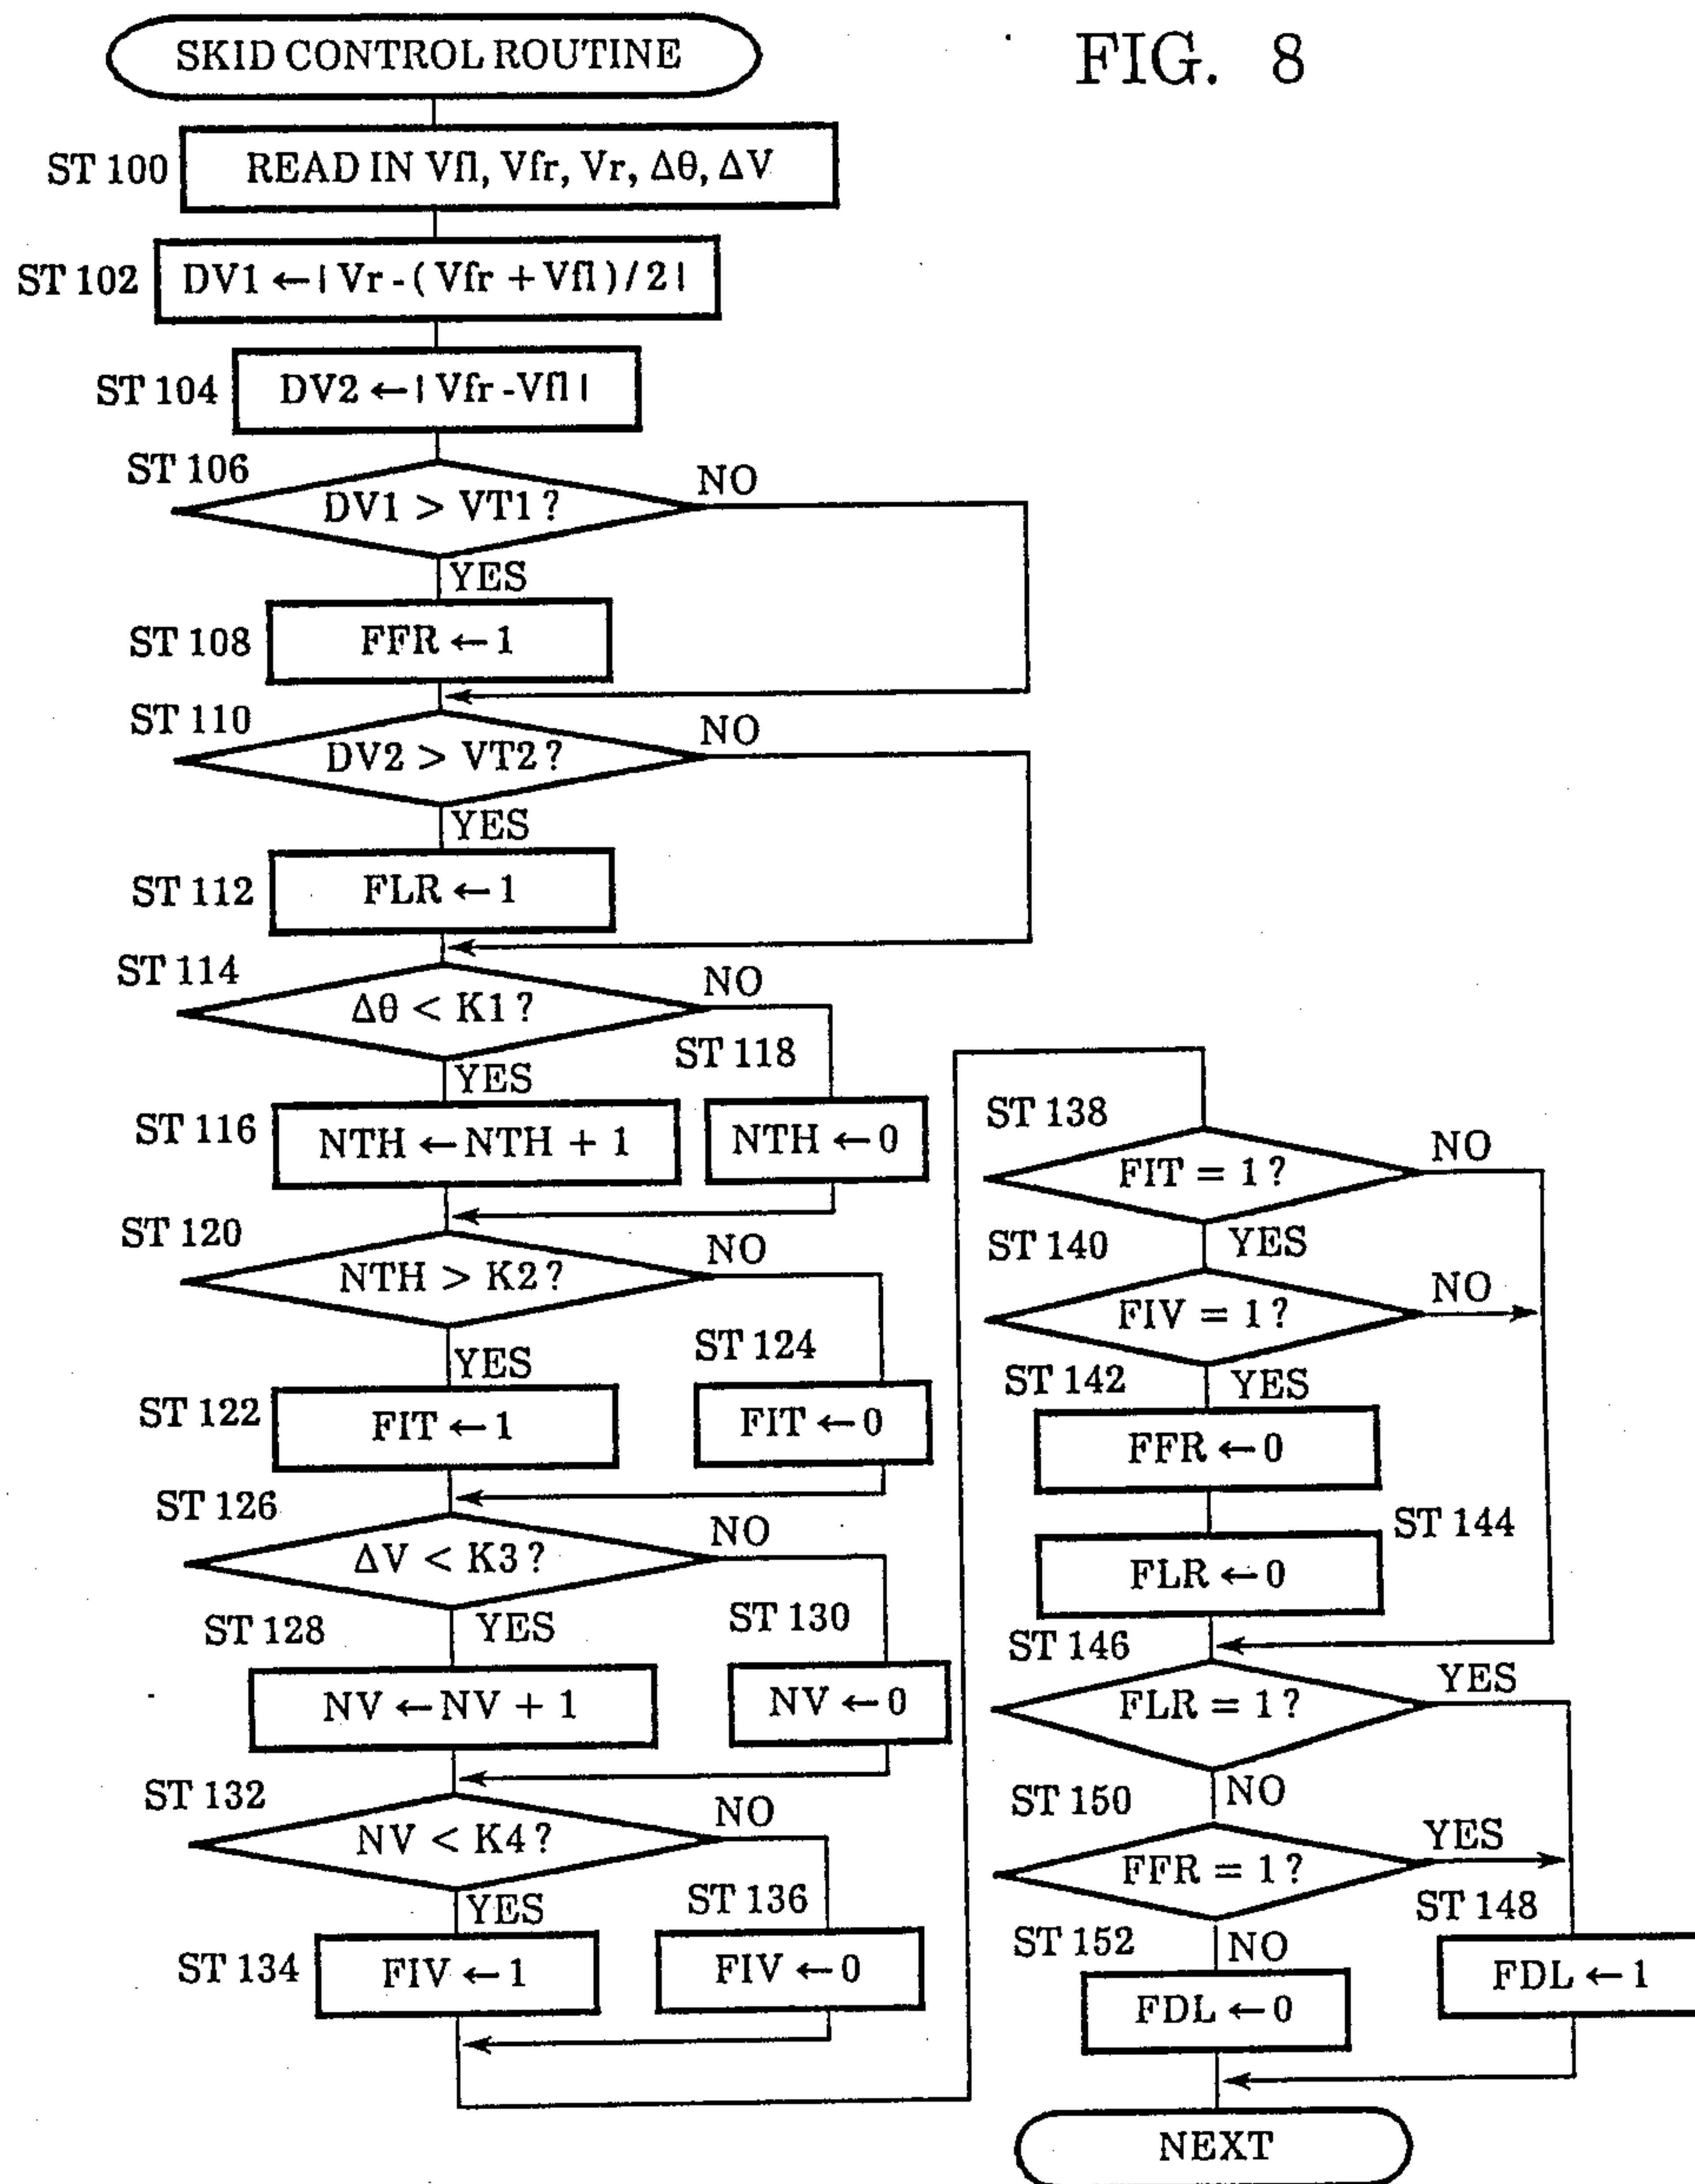 SKID CONTROL ROUTINE
FIG. 8
ST 100
READ IN Vfl, Vfr, Vr, Δθ, ΔV
ST 102
DV1 ← | Vr - ( Vfr + Vfl ) / 2 |
ST 104
DV2 ← | Vfr - Vfl |
ST 106
DV1 > VT1 ?
NO
YES
ST 108
FFR ← 1
ST 110
DV2 > VT2 ?
NO
YES
ST 112
FLR ← 1
ST 114
Δθ < K1 ?
NO
YES
ST 116
NTH ← NTH + 1
ST 118
NTH ← 0
ST 120
NTH > K2 ?
NO
YES
ST 122
FIT ← 1
ST 124
FIT ← 0
ST 126
ΔV < K3 ?
NO
YES
ST 128
NV ← NV + 1
ST 130
NV ← 0
ST 132
NV < K4 ?
NO
YES
ST 134
FIV ← 1
ST 136
FIV ← 0
ST 138
FIT = 1 ?
NO
YES
ST 140
FIV = 1 ?
NO
YES
ST 142
FFR ← 0
ST 144
FLR ← 0
ST 146
FLR = 1 ?
YES
NO
ST 150
FFR = 1 ?
YES
NO
ST 148
FDL ← 1
ST 152
FDL ← 0
NEXT